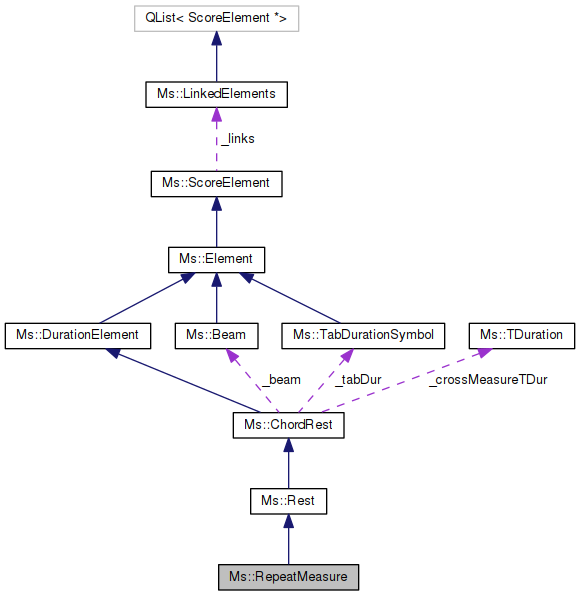 QList< ScoreElement *>
Ms::LinkedElements
_links
Ms::ScoreElement
Ms::Element
Ms::DurationElement
Ms::Beam
Ms::TabDurationSymbol
Ms::TDuration
_beam
_tabDur
_crossMeasureTDur
Ms::ChordRest
Ms::Rest
Ms::RepeatMeasure